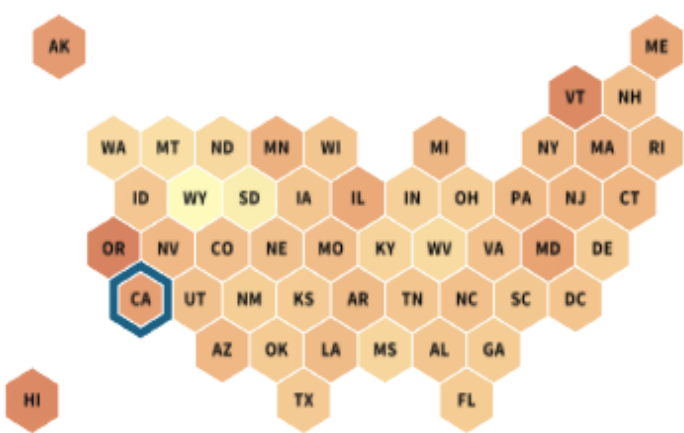 AK ME
VT NH
WA MT ND MN WI MI NY MA RI
ID WY SD IA IL IN OH PA NJ CT
OR NV CO NE MO KY WV VA MD DE
CA UT NM KS AR TN NC SC DC
AZ OK LA MS AL GA
HI TX FL